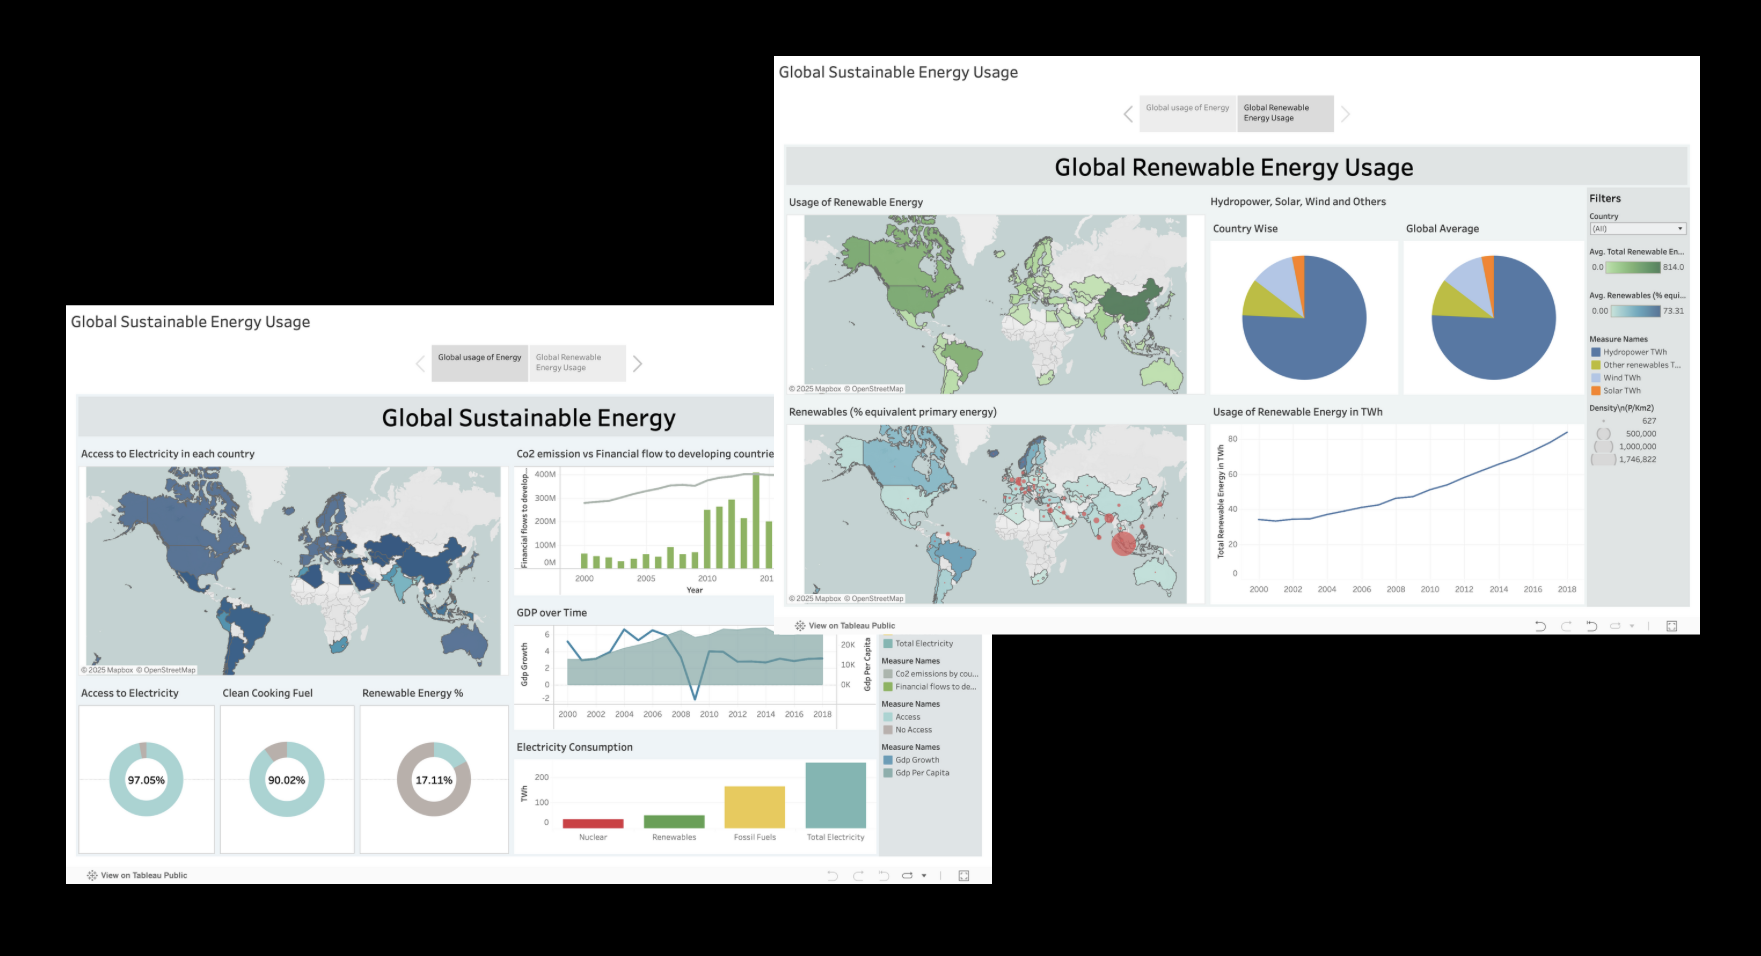 Global Sustainable Energy Usage
Global usage of Energy
Global Renewable
Energy Usage
Global Renewable Energy Usage
Usage of Renewable Energy
© 2025 Mapbox © OpenStreetMap
Hydropower, Solar, Wind and Others
Country Wise
Global Average
Filters
Country
(All)
Avg. Total Renewable En...
0.0
814.0
Avg. Renewables (% equi...
0.00
73.31
Measure Names
Hydropower TWh
Other renewables T...
Wind TWh
Solar TWh
Density\n(P/Km2)
627
500,000
1,000,000
1,746,822
Renewables (% equivalent primary energy)
© 2025 Mapbox © OpenStreetMap
Usage of Renewable Energy in TWh
Total Renewable Energy in TWh
80
60
40
20
0
2000 2002 2004 2006 2008 2010 2012 2014 2016 2018
View on Tableau Public
Global Sustainable Energy Usage
Global usage of Energy
Global Renewable
Energy Usage
Global Sustainable Energy
Access to Electricity in each country
© 2025 Mapbox © OpenStreetMap
Co2 emission vs Financial flow to developing countrie
Financial flows to develop...
400M
300M
200M
100M
0M
2000 2005 2010 201
Year
GDP over Time
Gdp Growth
6
4
2
0
-2
20K
10K
0K
Gdp Per Capita
2000 2002 2004 2006 2008 2010 2012 2014 2016 2018
Access to Electricity
97.05%
Clean Cooking Fuel
90.02%
Renewable Energy %
17.11%
Electricity Consumption
TWh
200
100
0
Nuclear Renewables Fossil Fuels Total Electricity
Total Electricity
Measure Names
Co2 emissions by cou...
Financial flows to de...
Measure Names
Access
No Access
Measure Names
Gdp Growth
Gdp Per Capita
View on Tableau Public